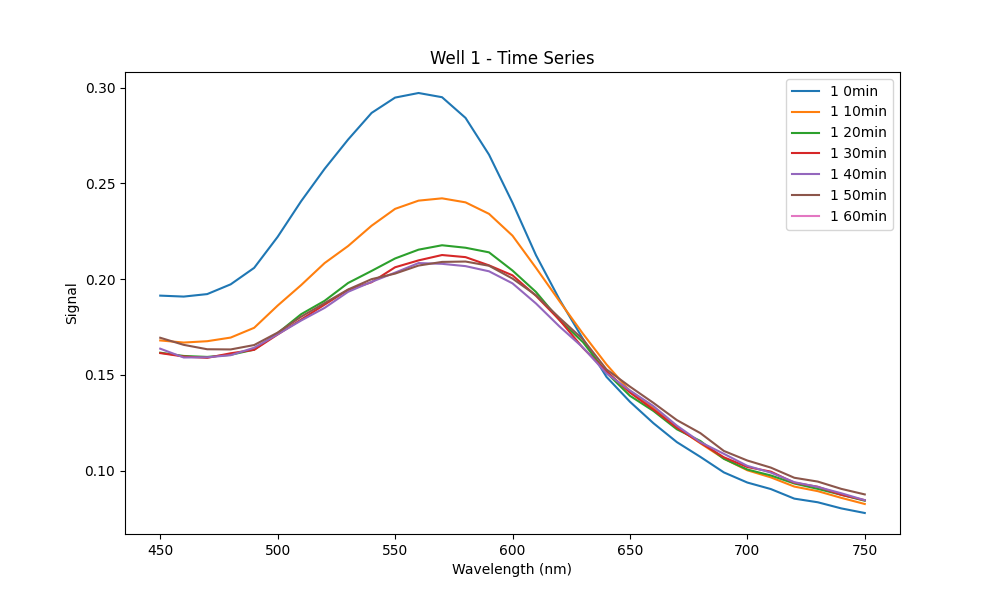 Well 1 - Time Series
Signal
0.30
0.25
0.20
0.15
0.10
1 0min
1 10min
1 20min
1 30min
1 40min
1 50min
1 60min
450 500 550 600 650 700 750
Wavelength (nm)